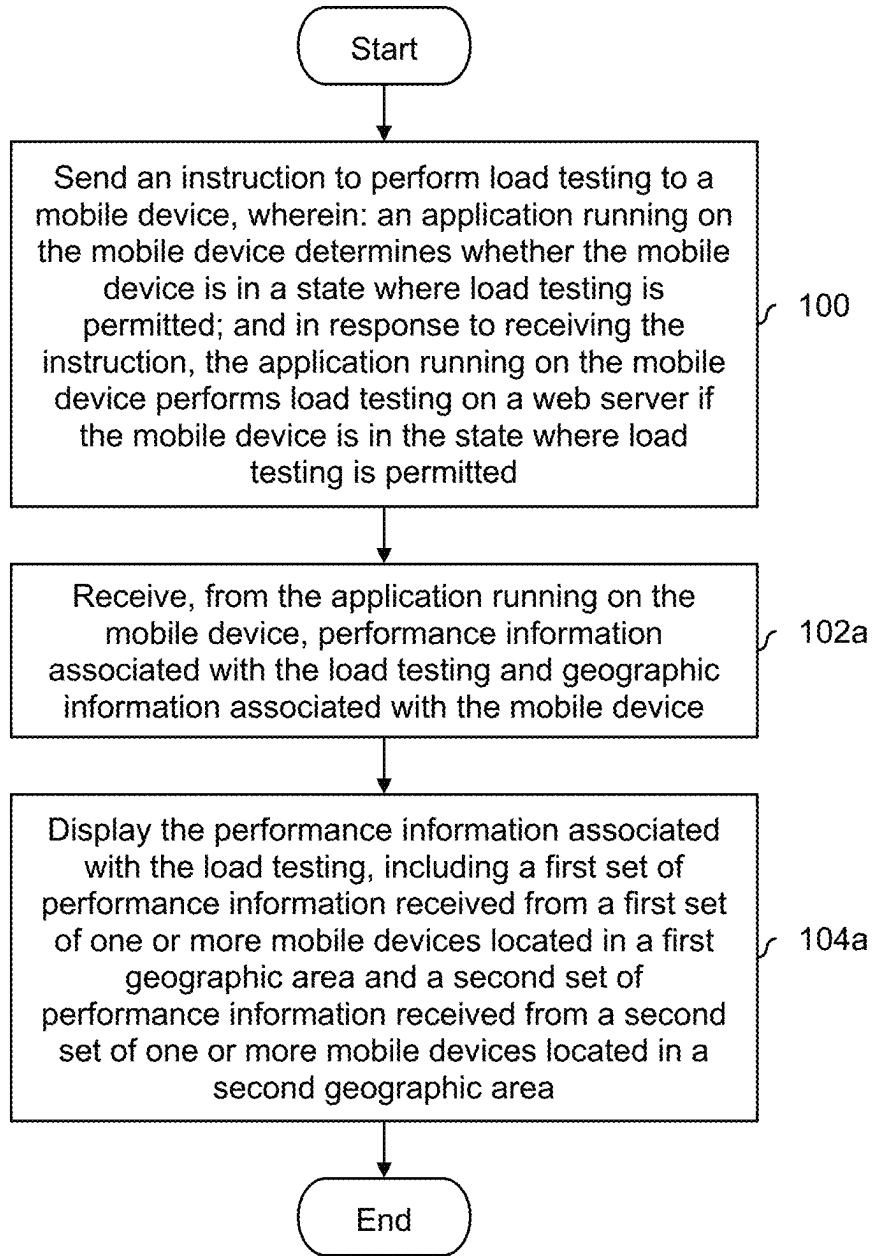 Start
Send an instruction to perform load testing to a
mobile device, wherein: an application running on
the mobile device determines whether the mobile
device is in a state where load testing is
permitted; and in response to receiving the
instruction, the application running on the mobile
device performs load testing on a web server if
the mobile device is in the state where load
testing is permitted
100
Receive, from the application running on the
mobile device, performance information
associated with the load testing and geographic
information associated with the mobile device
102a
Display the performance information associated
with the load testing, including a first set of
performance information received from a first set
of one or more mobile devices located in a first
geographic area and a second set of
performance information received from a second
set of one or more mobile devices located in a
second geographic area
104a
End